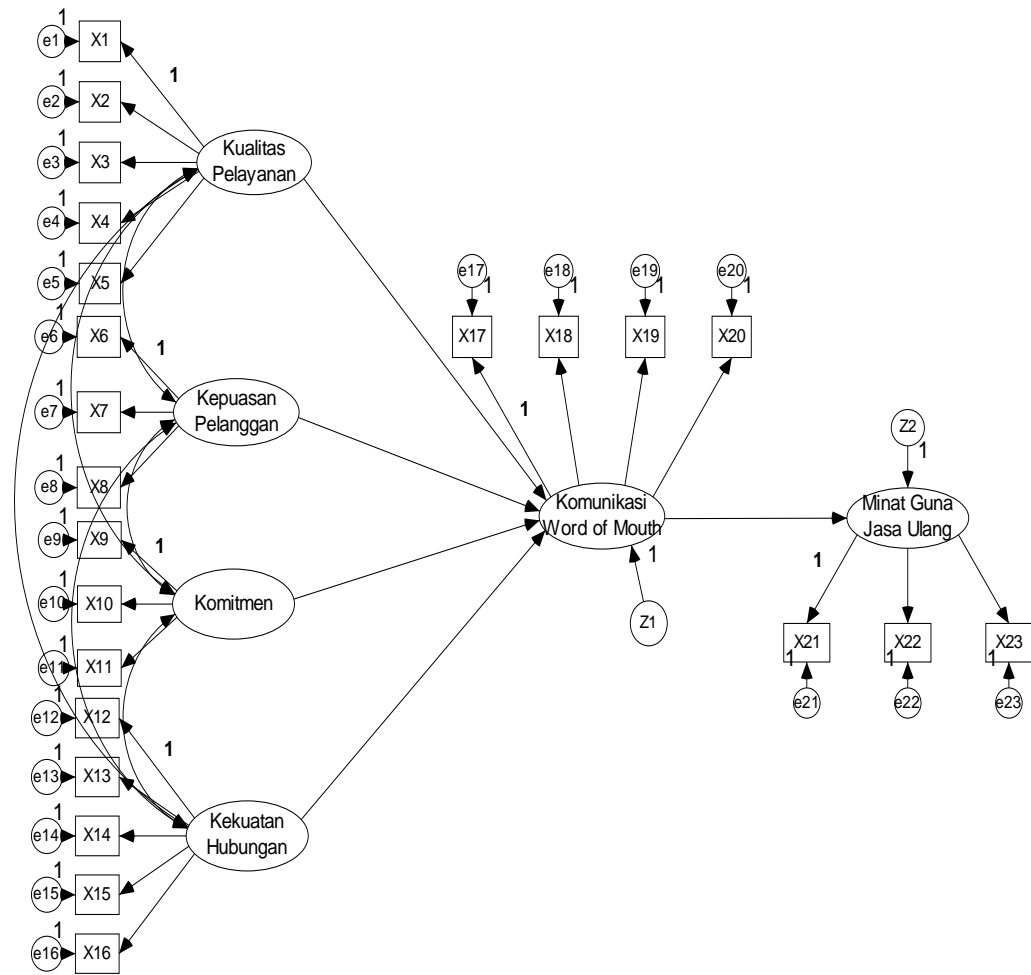 1
e1
X1
1
1
e2
X2
1
e3
X3
Kualitas
Pelayanan
1
e4
X4
1
e5
X5
1
e6
X6
1
1
e7
X7
Kepuasan
Pelanggan
1
e8
X8
1
e9
X9
1
1
e10
X10
Komitmen
1
e11
X11
1
e12
X12
1
1
e13
X13
1
e14
X14
Kekuatan
Hubungan
1
e15
X15
1
e16
X16
e17
1
X17
e18
1
X18
e19
1
X19
e20
1
X20
1
Komunikasi
Word of Mouth
1
Z1
Z2
1
Minat Guna
Jasa Ulang
1
X21
1
e21
X22
1
e22
X23
1
e23